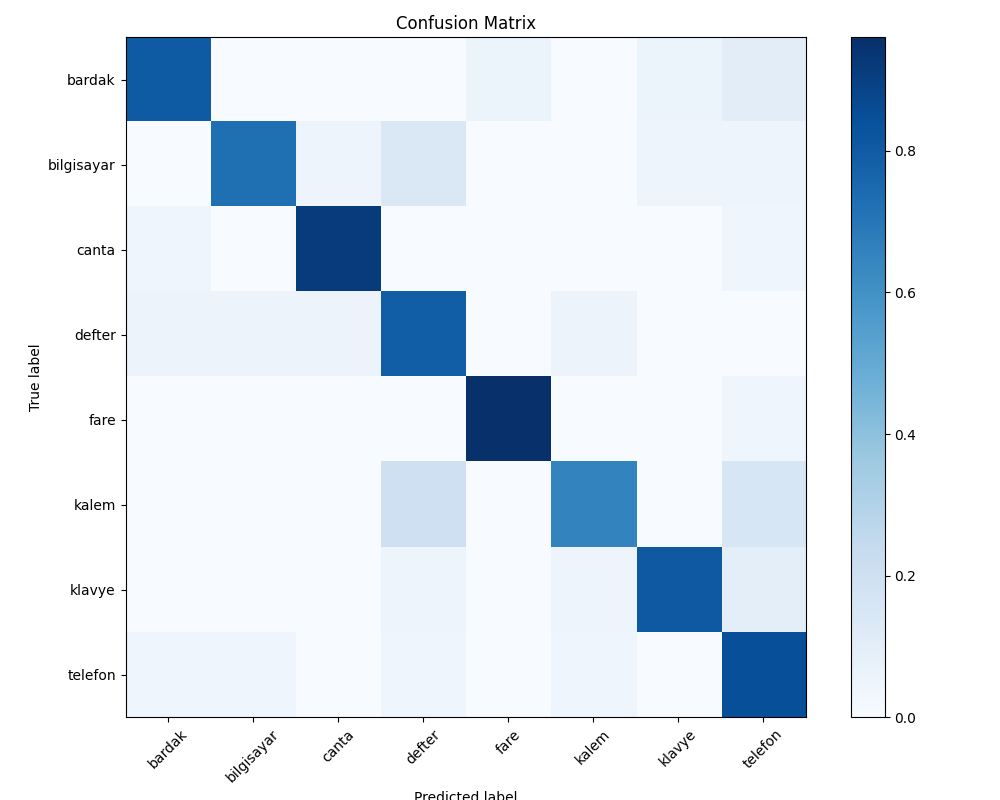 Confusion Matrix
True label
bardak
bilgisayar
canta
defter
fare
kalem
klavye
telefon
bardak
bilgisayar
canta
defter
fare
kalem
klavye
telefon
Predicted label
0.8
0.6
0.4
0.2
0.0